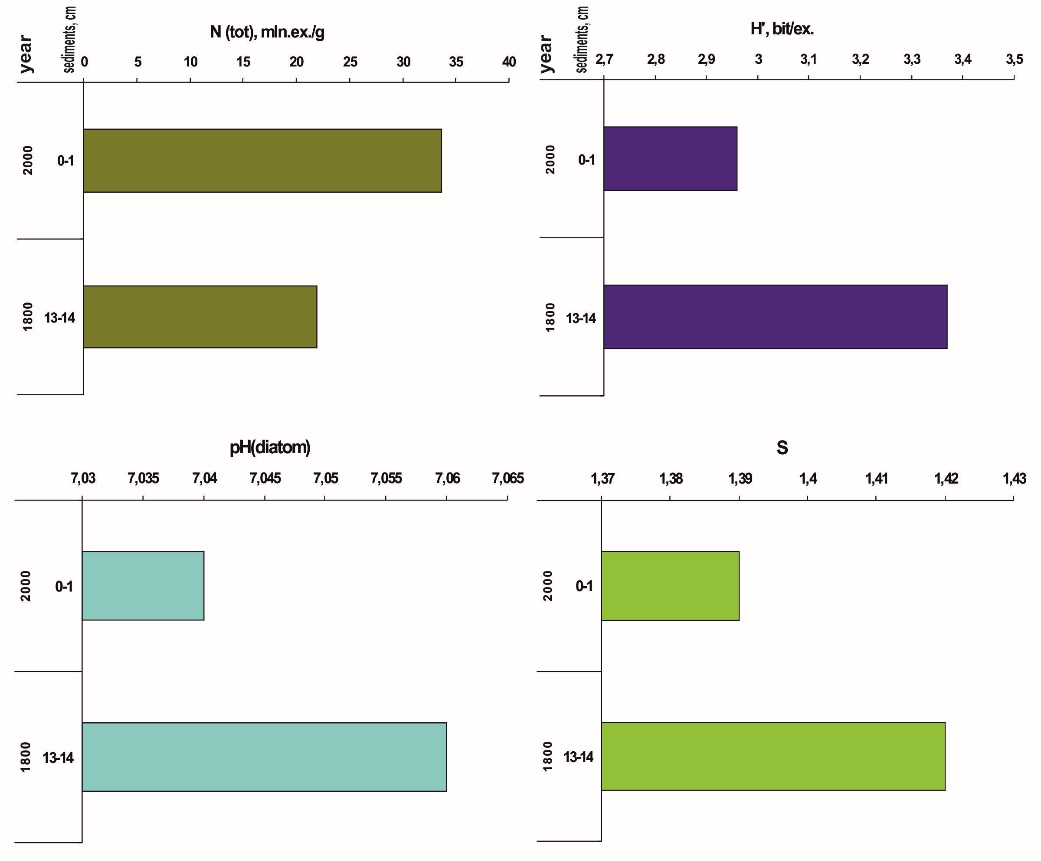 N (tot), mln.ex./g
year
sediments, cm
0 5 10 15 20 25 30 35 40
2000 0-1
1800 13-14
H', bit/ex.
year
sediments, cm
2,7 2,8 2,9 3 3,1 3,2 3,3 3,4 3,5
2000 0-1
1800 13-14
pH(diatom)
7,03 7,035 7,04 7,045 7,05 7,055 7,06 7,065
2000 0-1
1800 13-14
S
1,37 1,38 1,39 1,4 1,41 1,42 1,43
2000 0-1
1800 13-14